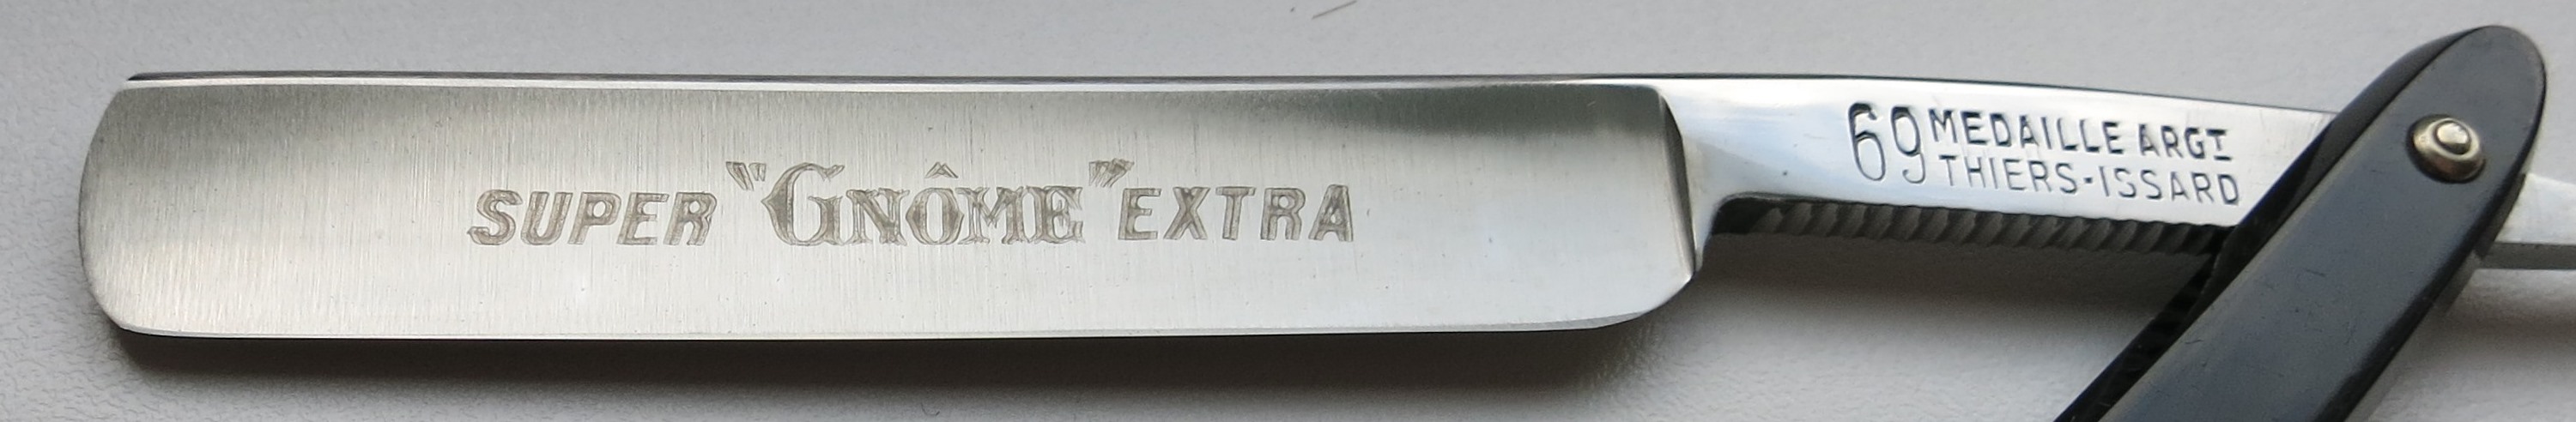 SUPER "GNÔME" EXTRA
69 MEDAILLE ARGT
THIERS-ISSARD